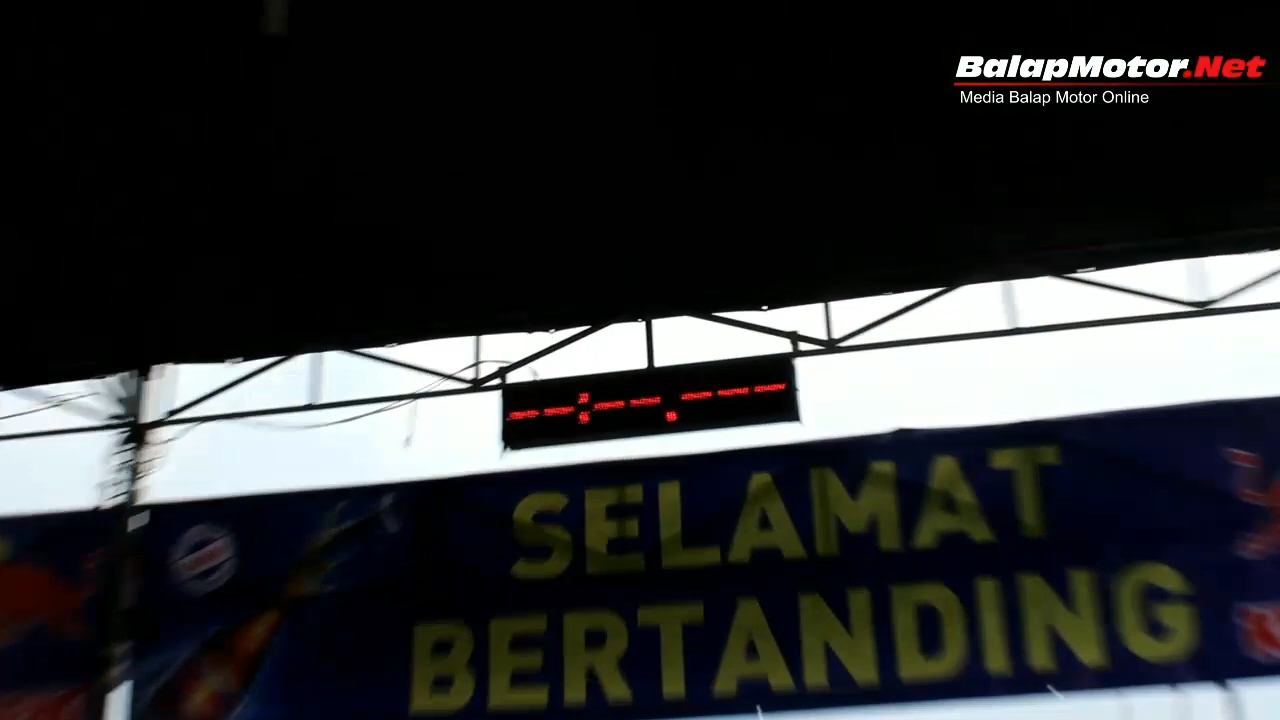 BalapMotor.Net
Media Balap Motor Online
SELAMAT
BERTANDING